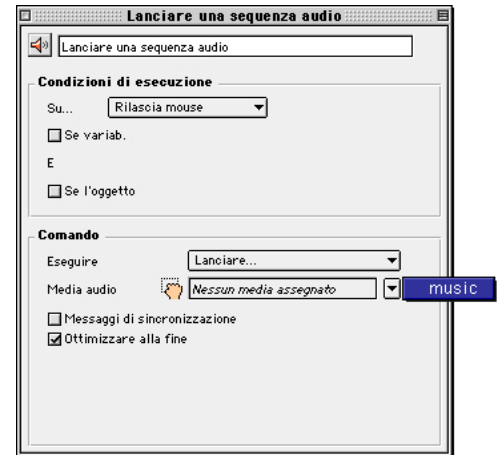 Lanciare una sequenza audio
Lanciare una sequenza audio
Condizioni di esecuzione
Su... Rilascia mouse
Se variab.
E
Se l'oggetto
Comando
Eseguire Lanciare...
Media audio Nessun media assegnato music
Messaggi di sincronizzazione
Ottimizzare alla fine